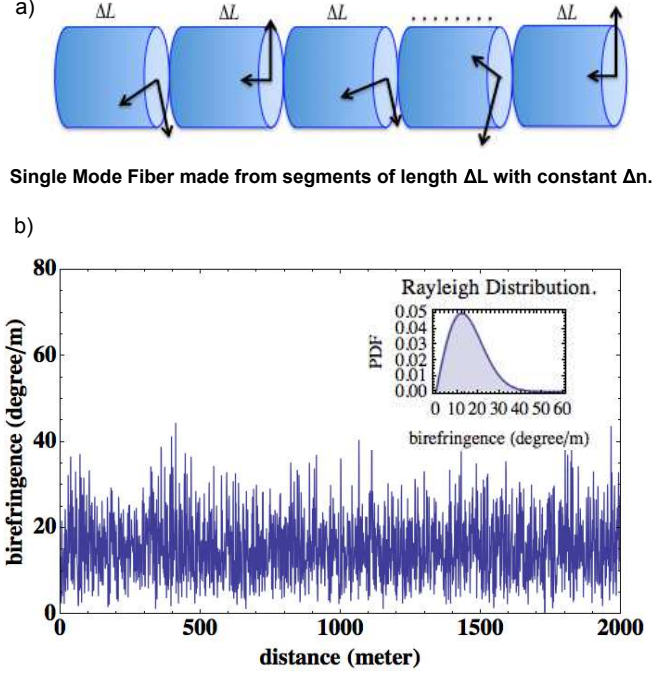 a)
ΔL ΔL ΔL ........ ΔL
Single Mode Fiber made from segments of length ΔL with constant Δn.
b)
80
60
40
20
0
birefringence (degree/m)
0 500 1000 1500 2000
distance (meter)
Rayleigh Distribution.
0.05
0.04
0.03
0.02
0.01
0.00
PDF
0 10 20 30 40 50 60
birefringence (degree/m)